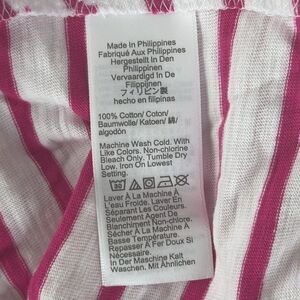 Made In Philippines
Fabriqué Aux Philippines
Hergestellt In Den
Philippinen
Vervaardigd In De
Filippijnen
フィリピン製
hecho en filipinas
100% Cotton/ Coton/
Baumwolle/ Katoen/ 綿/
algodón
Machine Wash Cold. With
Like Colors. Non-chlorine
Bleach Only. Tumble Dry
Low. Iron On Lowest
Setting.
Laver À La Machine À
L'eau Froide. Laver En
Séparant Les Couleurs.
Seulement Agent De
Blanchiment Non-chlore.
Sécher À La Machine À
Basse Température.
Repasser À Fer Doux Si
Nécessaire.
In Der Maschine Kalt
Waschen. Mit Ähnlichen